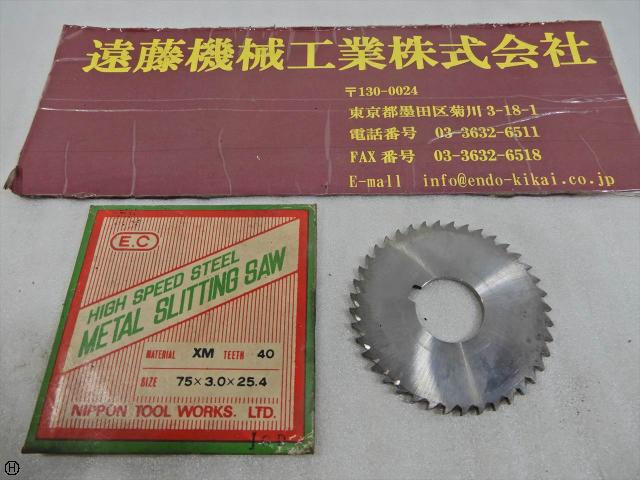 遠藤機械工業株式会社
〒130-0024
東京都墨田区菊川3-18-1
電話番号 03-3632-6511
FAX番号 03-3632-6518
E-mall info@endo-kikai.co.jp
E.C
HIGH SPEED STEEL
METAL SLITTING SAW
MATERIAL XM TEETH 40
SIZE 75×3.0×25.4
NIPPON TOOL WORKS. LTD.
H